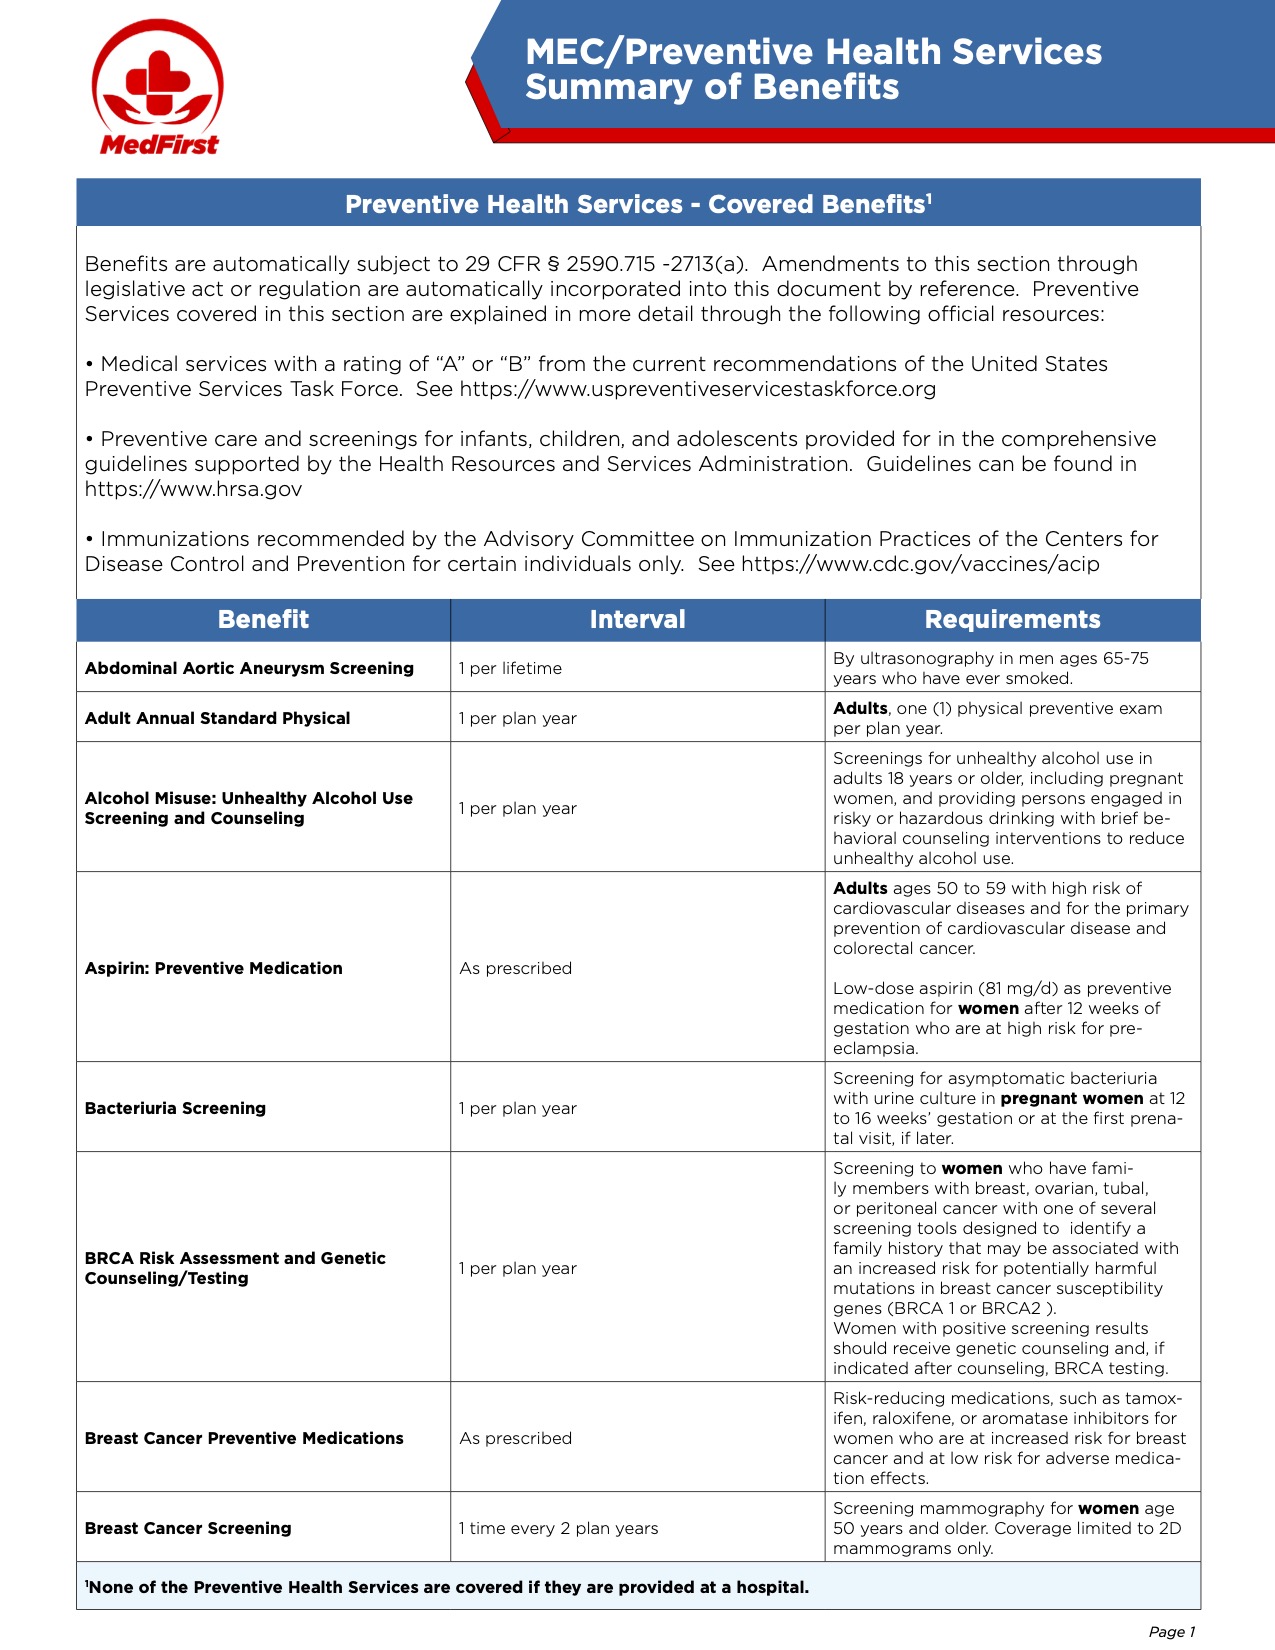 MedFirst
MEC/Preventive Health Services
Summary of Benefits
Preventive Health Services - Covered Benefits¹
Benefits are automatically subject to 29 CFR § 2590.715 -2713(a).  Amendments to this section through
legislative act or regulation are automatically incorporated into this document by reference.  Preventive
Services covered in this section are explained in more detail through the following official resources:
• Medical services with a rating of “A” or “B” from the current recommendations of the United States
Preventive Services Task Force.  See https://www.uspreventiveservicestaskforce.org
• Preventive care and screenings for infants, children, and adolescents provided for in the comprehensive
guidelines supported by the Health Resources and Services Administration.  Guidelines can be found in
https://www.hrsa.gov
• Immunizations recommended by the Advisory Committee on Immunization Practices of the Centers for
Disease Control and Prevention for certain individuals only.  See https://www.cdc.gov/vaccines/acip
Benefit
Interval
Requirements
Abdominal Aortic Aneurysm Screening
1 per lifetime
By ultrasonography in men ages 65-75
years who have ever smoked.
Adult Annual Standard Physical
1 per plan year
Adults, one (1) physical preventive exam
per plan year.
Alcohol Misuse: Unhealthy Alcohol Use
Screening and Counseling
1 per plan year
Screenings for unhealthy alcohol use in
adults 18 years or older, including pregnant
women, and providing persons engaged in
risky or hazardous drinking with brief be-
havioral counseling interventions to reduce
unhealthy alcohol use.
Aspirin: Preventive Medication
As prescribed
Adults ages 50 to 59 with high risk of
cardiovascular diseases and for the primary
prevention of cardiovascular disease and
colorectal cancer.
Low-dose aspirin (81 mg/d) as preventive
medication for women after 12 weeks of
gestation who are at high risk for pre-
eclampsia.
Bacteriuria Screening
1 per plan year
Screening for asymptomatic bacteriuria
with urine culture in pregnant women at 12
to 16 weeks’ gestation or at the first prena-
tal visit, if later.
BRCA Risk Assessment and Genetic
Counseling/Testing
1 per plan year
Screening to women who have fami-
ly members with breast, ovarian, tubal,
or peritoneal cancer with one of several
screening tools designed to  identify a
family history that may be associated with
an increased risk for potentially harmful
mutations in breast cancer susceptibility
genes (BRCA 1 or BRCA2 ).
Women with positive screening results
should receive genetic counseling and, if
indicated after counseling, BRCA testing.
Breast Cancer Preventive Medications
As prescribed
Risk-reducing medications, such as tamox-
ifen, raloxifene, or aromatase inhibitors for
women who are at increased risk for breast
cancer and at low risk for adverse medica-
tion effects.
Breast Cancer Screening
1 time every 2 plan years
Screening mammography for women age
50 years and older. Coverage limited to 2D
mammograms only.
¹None of the Preventive Health Services are covered if they are provided at a hospital.
Page 1